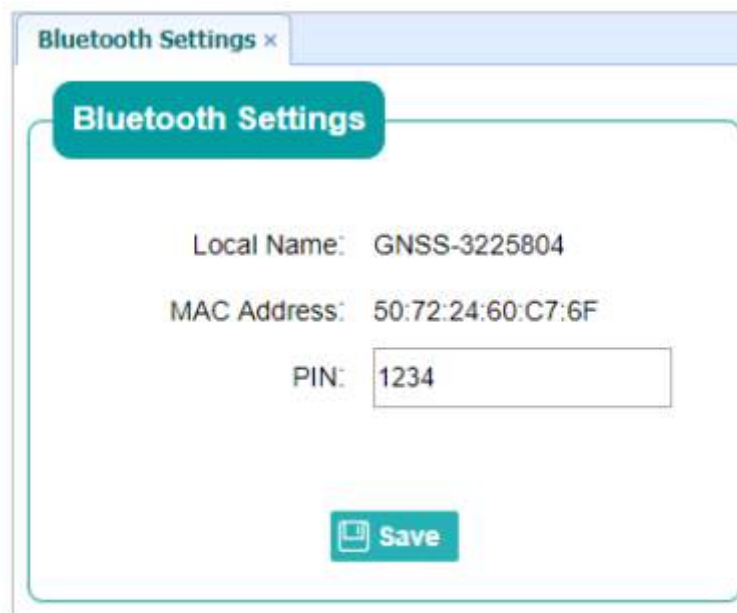 Bluetooth Settings ×
Bluetooth Settings
Local Name: GNSS-3225804
MAC Address: 50:72:24:60:C7:6F
PIN: 1234
Save